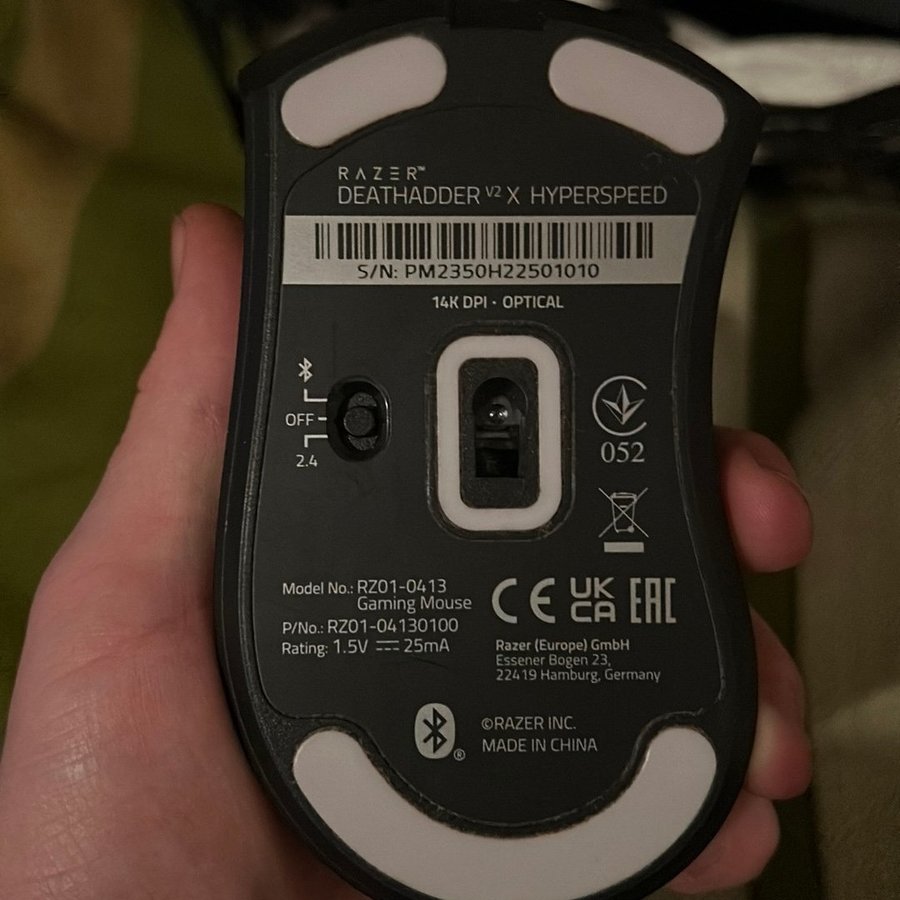 RAZER™
DEATHADDER V2 X HYPERSPEED
S/N: PM2350H22501010
14K DPI · OPTICAL
OFF
2.4
052
Model No.: RZ01-0413
Gaming Mouse
P/No.: RZ01-04130100
Rating: 1.5V ⎓ 25mA
CE UK CA EAC
Razer (Europe) GmbH
Essener Bogen 23,
22419 Hamburg, Germany
®
©RAZER INC.
MADE IN CHINA